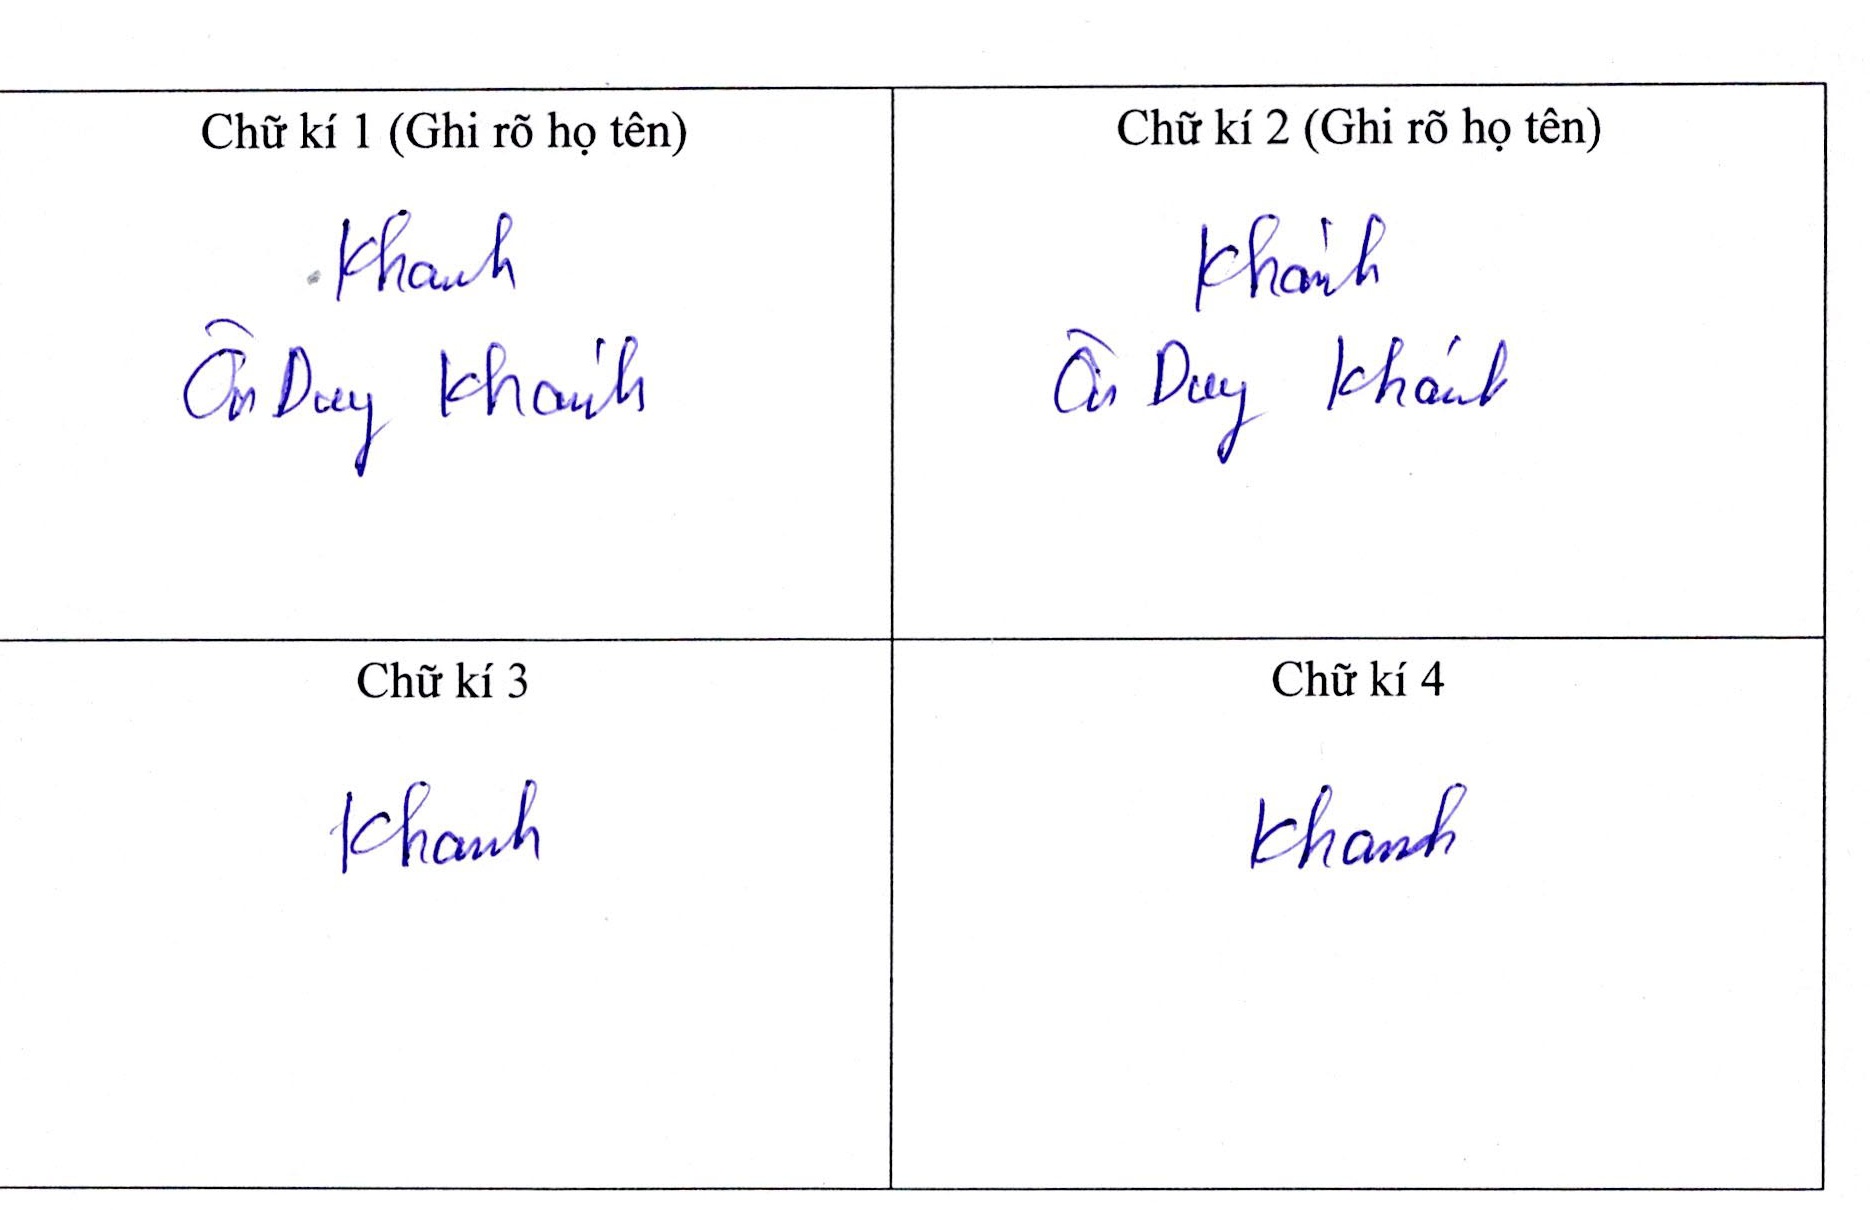 Chữ kí 1 (Ghi rõ họ tên)
Khanh
Ôn Duy Khánh
Chữ kí 2 (Ghi rõ họ tên)
Khánh
Ôn Duy Khánh
Chữ kí 3
Khanh
Chữ kí 4
Khanh